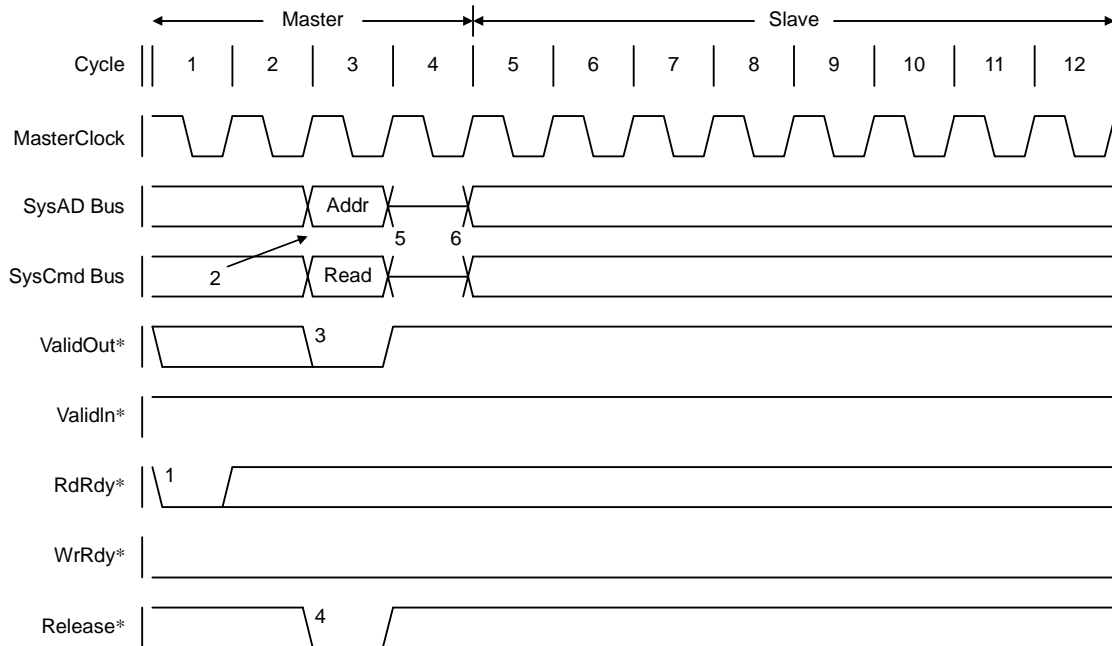 Master Slave
Cycle 1 2 3 4 5 6 7 8 9 10 11 12
MasterClock
SysAD Bus Addr
5 6
2
SysCmd Bus Read
ValidOut* 3
ValidIn*
RdRdy* 1
WrRdy*
Release* 4